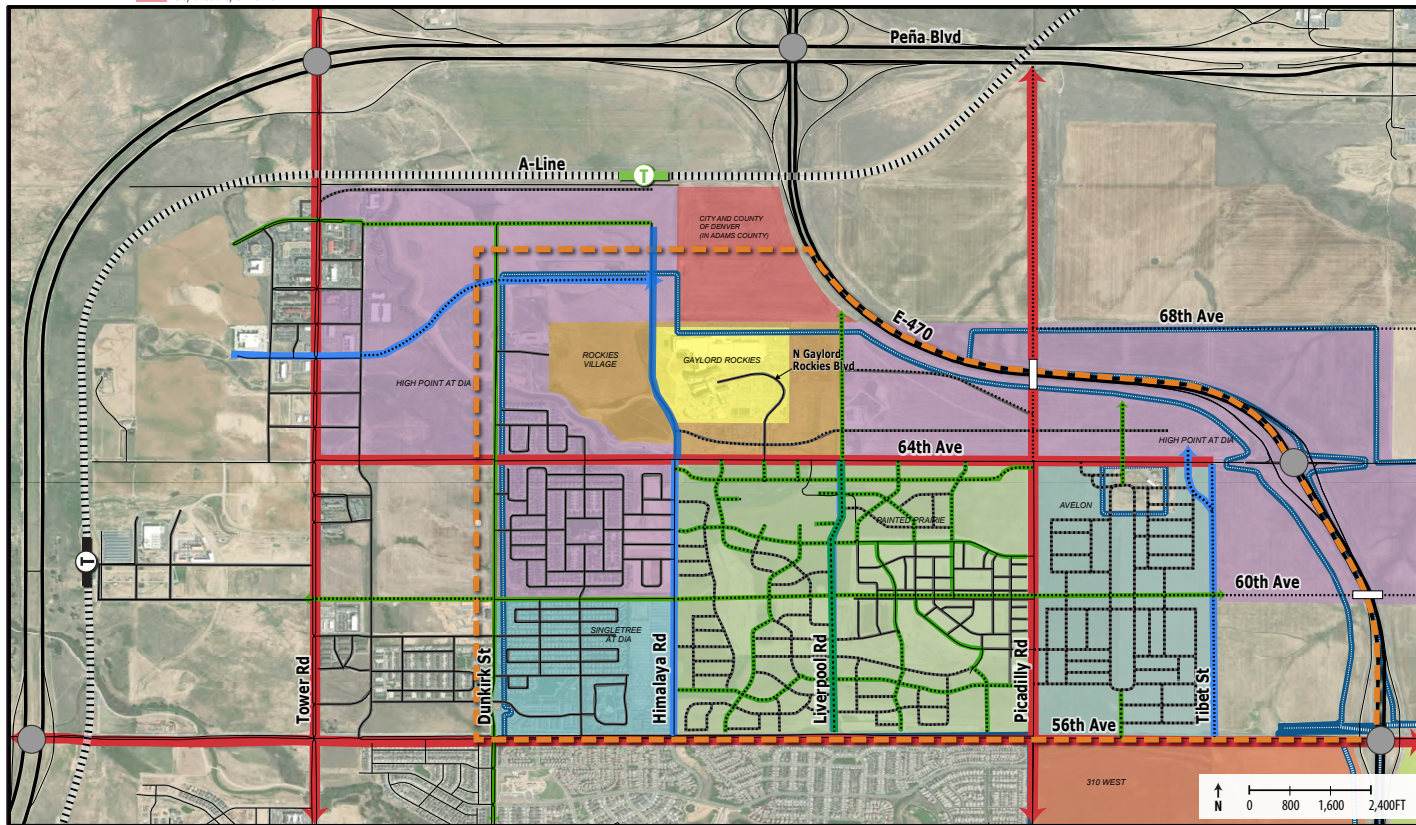 Peña Blvd
A-Line
T
CITY AND COUNTY
OF DENVER
(IN ADAMS COUNTY)
E-470
68th Ave
ROCKIES
VILLAGE
GAYLORD ROCKIES
N Gaylord
Rockies Blvd
HIGH POINT AT DIA
64th Ave
HIGH POINT AT DIA
PAINTED PRAIRIE
AVELON
T
60th Ave
SINGLETREE
AT DIA
Tower Rd
Dunkirk St
Himalaya Rd
Liverpool Rd
Picadilly Rd
Tibet St
56th Ave
310 WEST
N
0 800 1,600 2,400FT